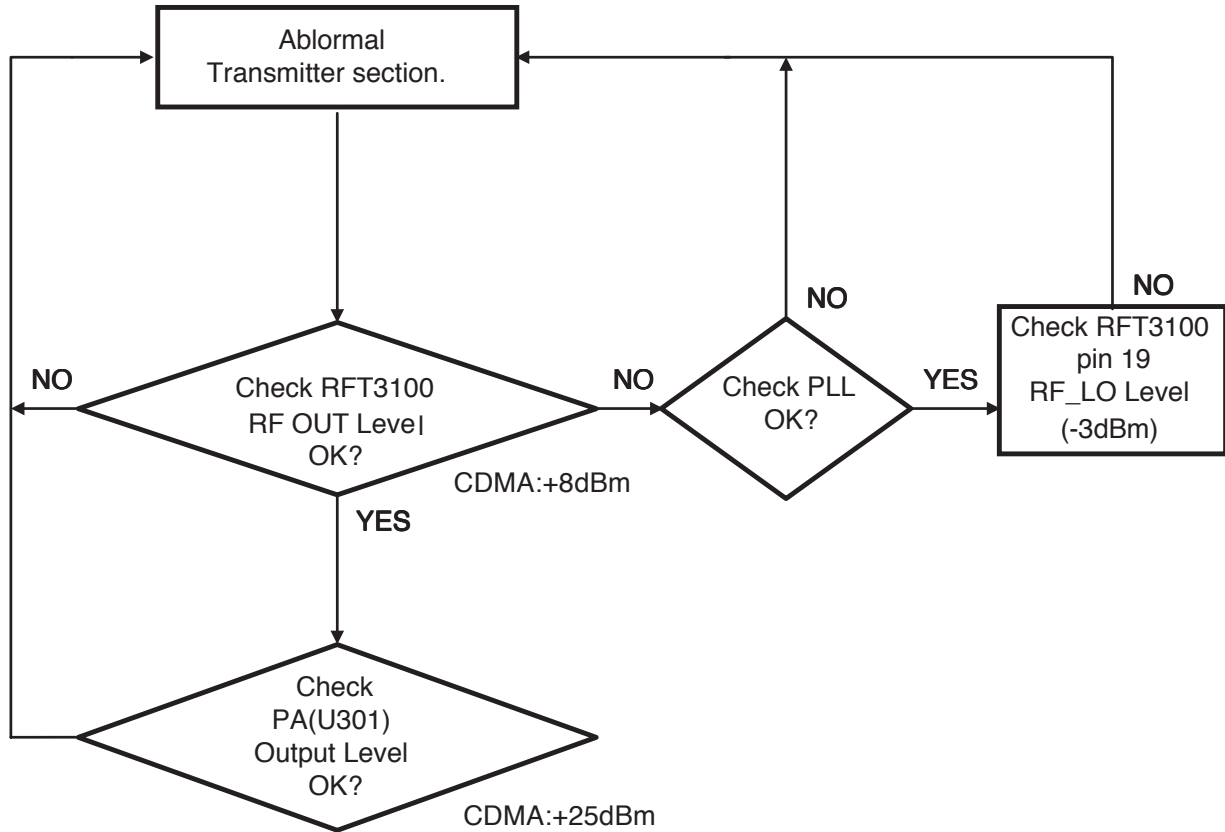 Ablormal
Transmitter section.
NO
NO
NO
Check RFT3100
RF OUT Level
OK?
NO
Check PLL
OK?
YES
Check RFT3100
pin 19
RF_LO Level
(-3dBm)
CDMA:+8dBm
YES
Check
PA(U301)
Output Level
OK?
CDMA:+25dBm